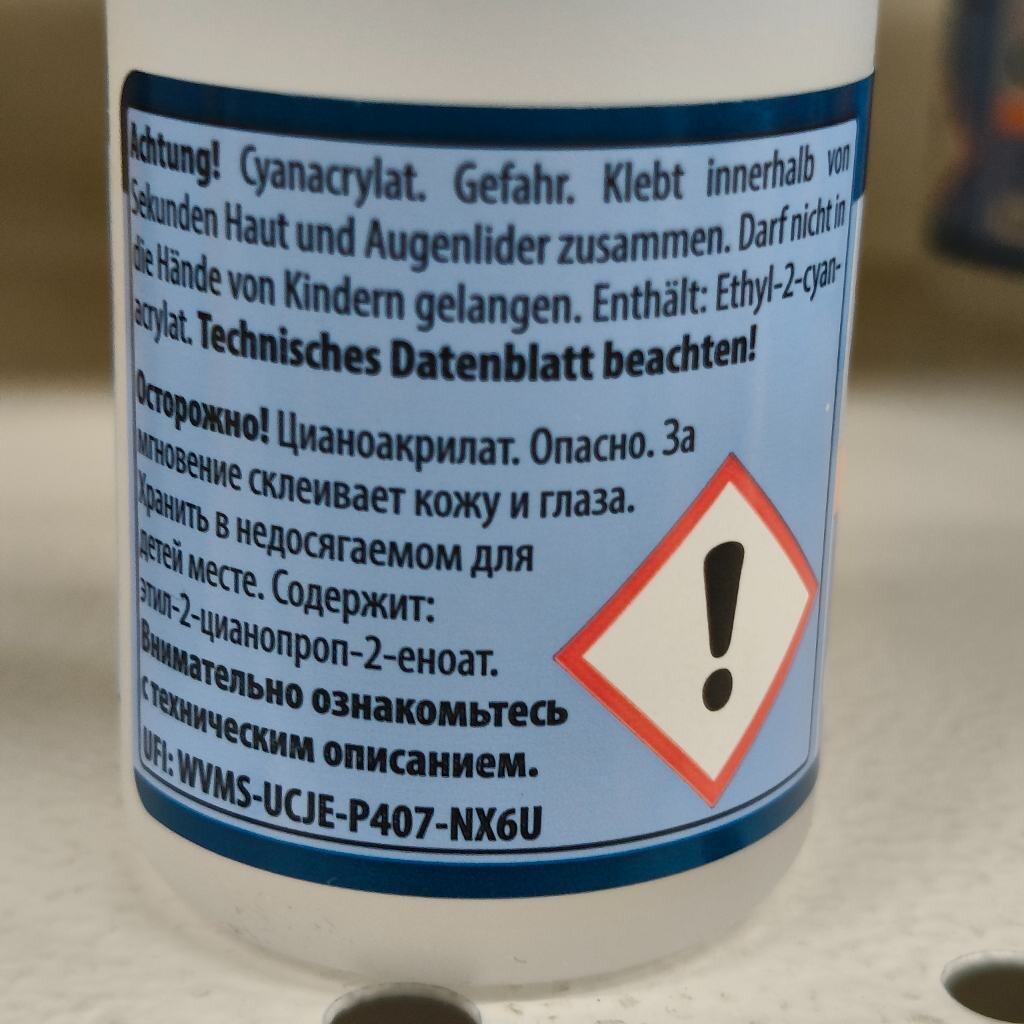 Achtung! Cyanacrylat. Gefahr. Klebt innerhalb von
Sekunden Haut und Augenlider zusammen. Darf nicht in
die Hände von Kindern gelangen. Enthält: Ethyl-2-cyan-
acrylat. Technisches Datenblatt beachten!
Осторожно! Цианоакрилат. Опасно. За
мгновение склеивает кожу и глаза.
Хранить в недосягаемом для
детей месте. Содержит:
этил-2-цианопроп-2-еноат.
Внимательно ознакомьтесь
с техническим описанием.
UFI: WVMS-UCJE-P407-NX6U